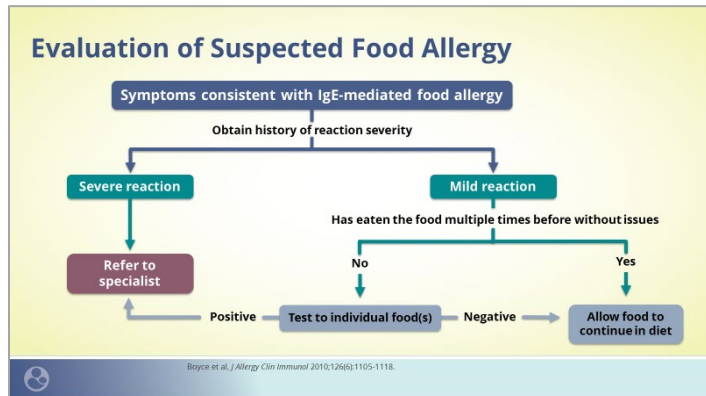 Evaluation of Suspected Food Allergy
Symptoms consistent with IgE-mediated food allergy
Obtain history of reaction severity
Severe reaction
Mild reaction
Has eaten the food multiple times before without issues
Refer to
specialist
No
Yes
Positive
Test to individual food(s)
Negative
Allow food to
continue in diet
Boyce et al, J Allergy Clin Immunol 2010;126(6):1105-1118.